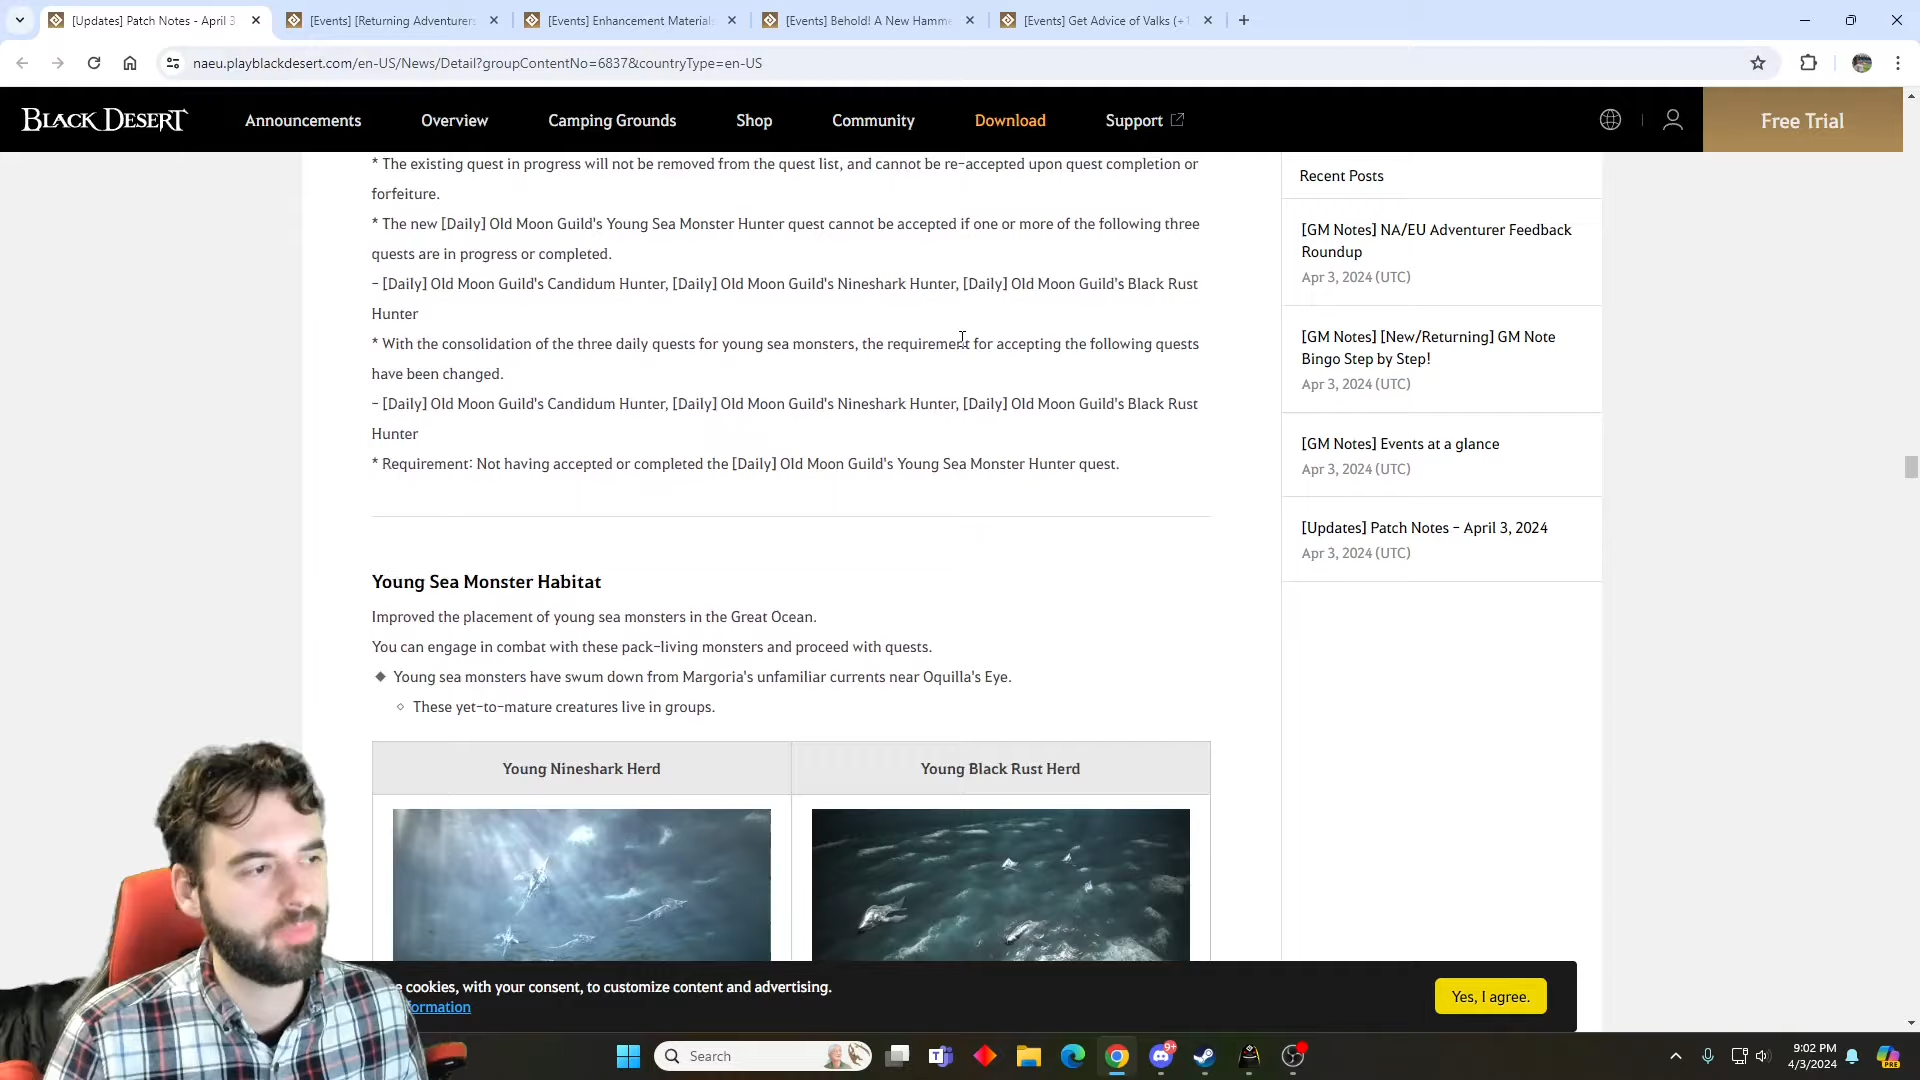 [Updates] Patch Notes - April 3
[Events] [Returning Adventurer
[Events] Enhancement Material
[Events] Behold! A New Hamme
[Events] Get Advice of Valks (+
naeu.playblackdesert.com/en-US/News/Detail?groupContentNo=6837&countryType=en-US
BLACK DESERT
Announcements
Overview
Camping Grounds
Shop
Community
Download
Support
Free Trial
* The existing quest in progress will not be removed from the quest list, and cannot be re-accepted upon quest completion or
forfeiture.
* The new [Daily] Old Moon Guild's Young Sea Monster Hunter quest cannot be accepted if one or more of the following three
quests are in progress or completed.
- [Daily] Old Moon Guild's Candidum Hunter, [Daily] Old Moon Guild's Nineshark Hunter, [Daily] Old Moon Guild's Black Rust
Hunter
* With the consolidation of the three daily quests for young sea monsters, the requirement for accepting the following quests
have been changed.
- [Daily] Old Moon Guild's Candidum Hunter, [Daily] Old Moon Guild's Nineshark Hunter, [Daily] Old Moon Guild's Black Rust
Hunter
* Requirement: Not having accepted or completed the [Daily] Old Moon Guild's Young Sea Monster Hunter quest.
Young Sea Monster Habitat
Improved the placement of young sea monsters in the Great Ocean.
You can engage in combat with these pack-living monsters and proceed with quests.
◆ Young sea monsters have swum down from Margoria's unfamiliar currents near Oquilla's Eye.
◇ These yet-to-mature creatures live in groups.
Young Nineshark Herd
Young Black Rust Herd
Recent Posts
[GM Notes] NA/EU Adventurer Feedback
Roundup
Apr 3, 2024 (UTC)
[GM Notes] [New/Returning] GM Note
Bingo Step by Step!
Apr 3, 2024 (UTC)
[GM Notes] Events at a glance
Apr 3, 2024 (UTC)
[Updates] Patch Notes - April 3, 2024
Apr 3, 2024 (UTC)
cookies, with your consent, to customize content and advertising.
formation
Yes, I agree.
Search
9+
9:02 PM
4/3/2024
PRE